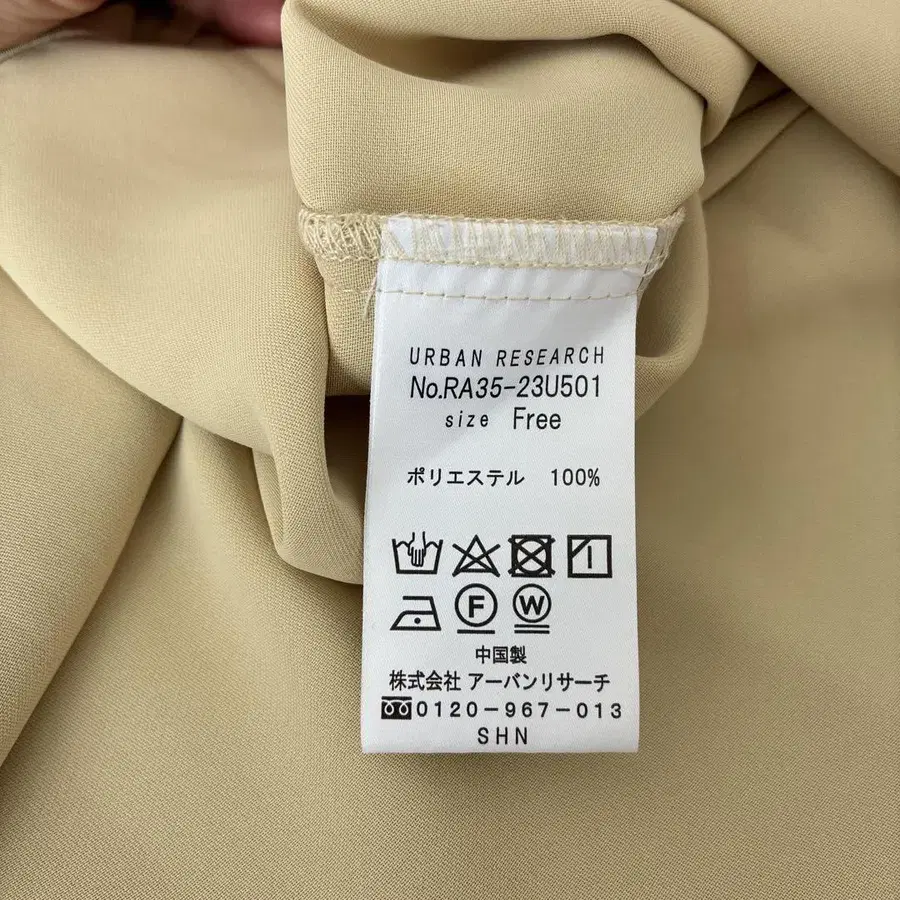 URBAN RESEARCH
No.RA35-23U501
size Free
ポリエステル 100%
F W
中国製
株式会社 アーバンリサーチ
0120-967-013
SHN